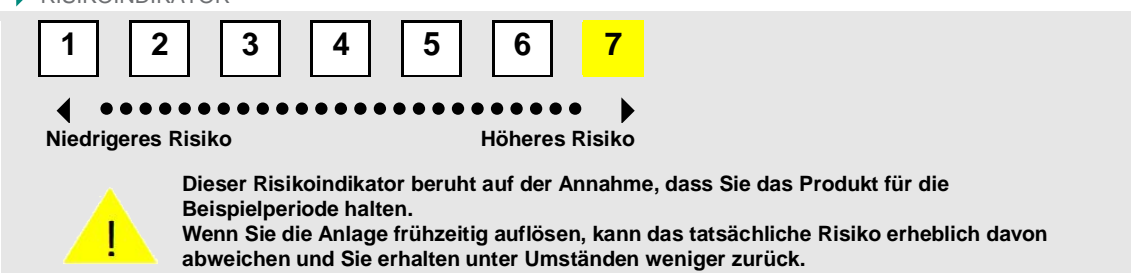 RISIKOINDIKATOR
1 2 3 4 5 6 7
Niedrigeres Risiko Höheres Risiko
Dieser Risikoindikator beruht auf der Annahme, dass Sie das Produkt für die
Beispielperiode halten.
Wenn Sie die Anlage frühzeitig auflösen, kann das tatsächliche Risiko erheblich davon
abweichen und Sie erhalten unter Umständen weniger zurück.
!